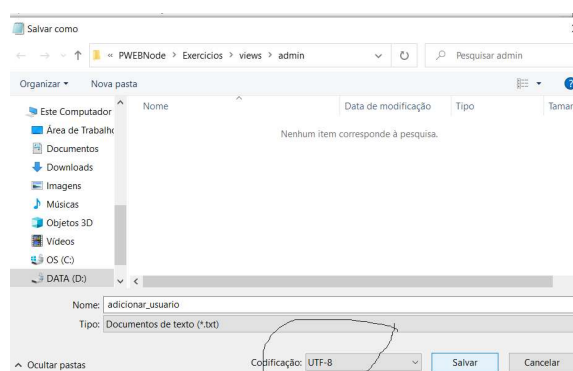 Salvar como
« PWEBNode > Exercicios > views > admin
Pesquisar admin
Organizar
Nova pasta
Nome
Data de modificação
Tipo
Este Computador
Área de Trabalho
Documentos
Downloads
Imagens
Músicas
Objetos 3D
Vídeos
OS (C:)
DATA (D:)
Nenhum item corresponde à pesquisa.
Nome: adicionar_usuario
Tipo: Documentos de texto (*.txt)
Ocultar pastas
Codificação: UTF-8
Salvar
Cancelar